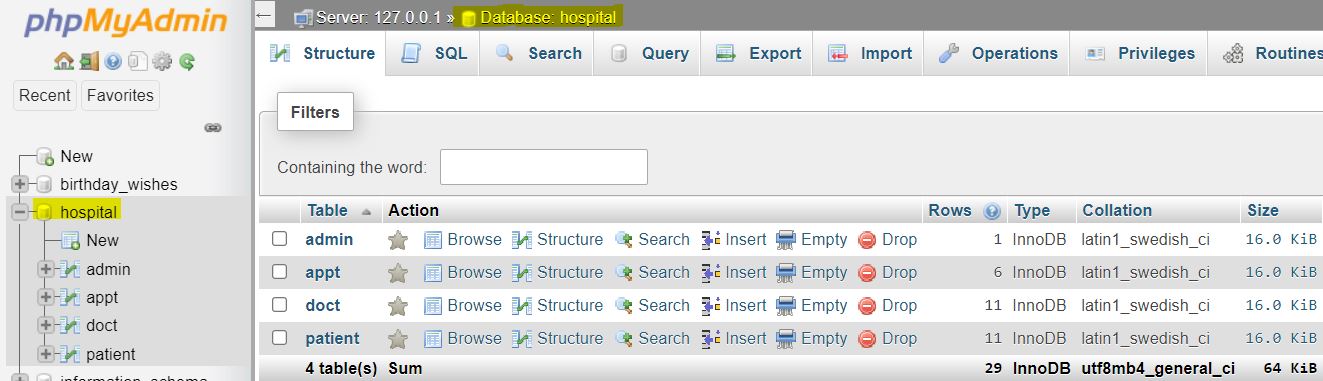 phpMyAdmin
Recent Favorites
New
birthday_wishes
hospital
New
admin
appt
doct
patient
information_schema
Server: 127.0.0.1 » Database: hospital
Structure SQL Search Query Export Import Operations Privileges Routines
Filters
Containing the word:
Table Action Rows Type Collation Size
admin Browse Structure Search Insert Empty Drop 1 InnoDB latin1_swedish_ci 16.0 KiB
appt Browse Structure Search Insert Empty Drop 6 InnoDB latin1_swedish_ci 16.0 KiB
doct Browse Structure Search Insert Empty Drop 11 InnoDB latin1_swedish_ci 16.0 KiB
patient Browse Structure Search Insert Empty Drop 11 InnoDB latin1_swedish_ci 16.0 KiB
4 table(s) Sum 29 InnoDB utf8mb4_general_ci 64 KiB